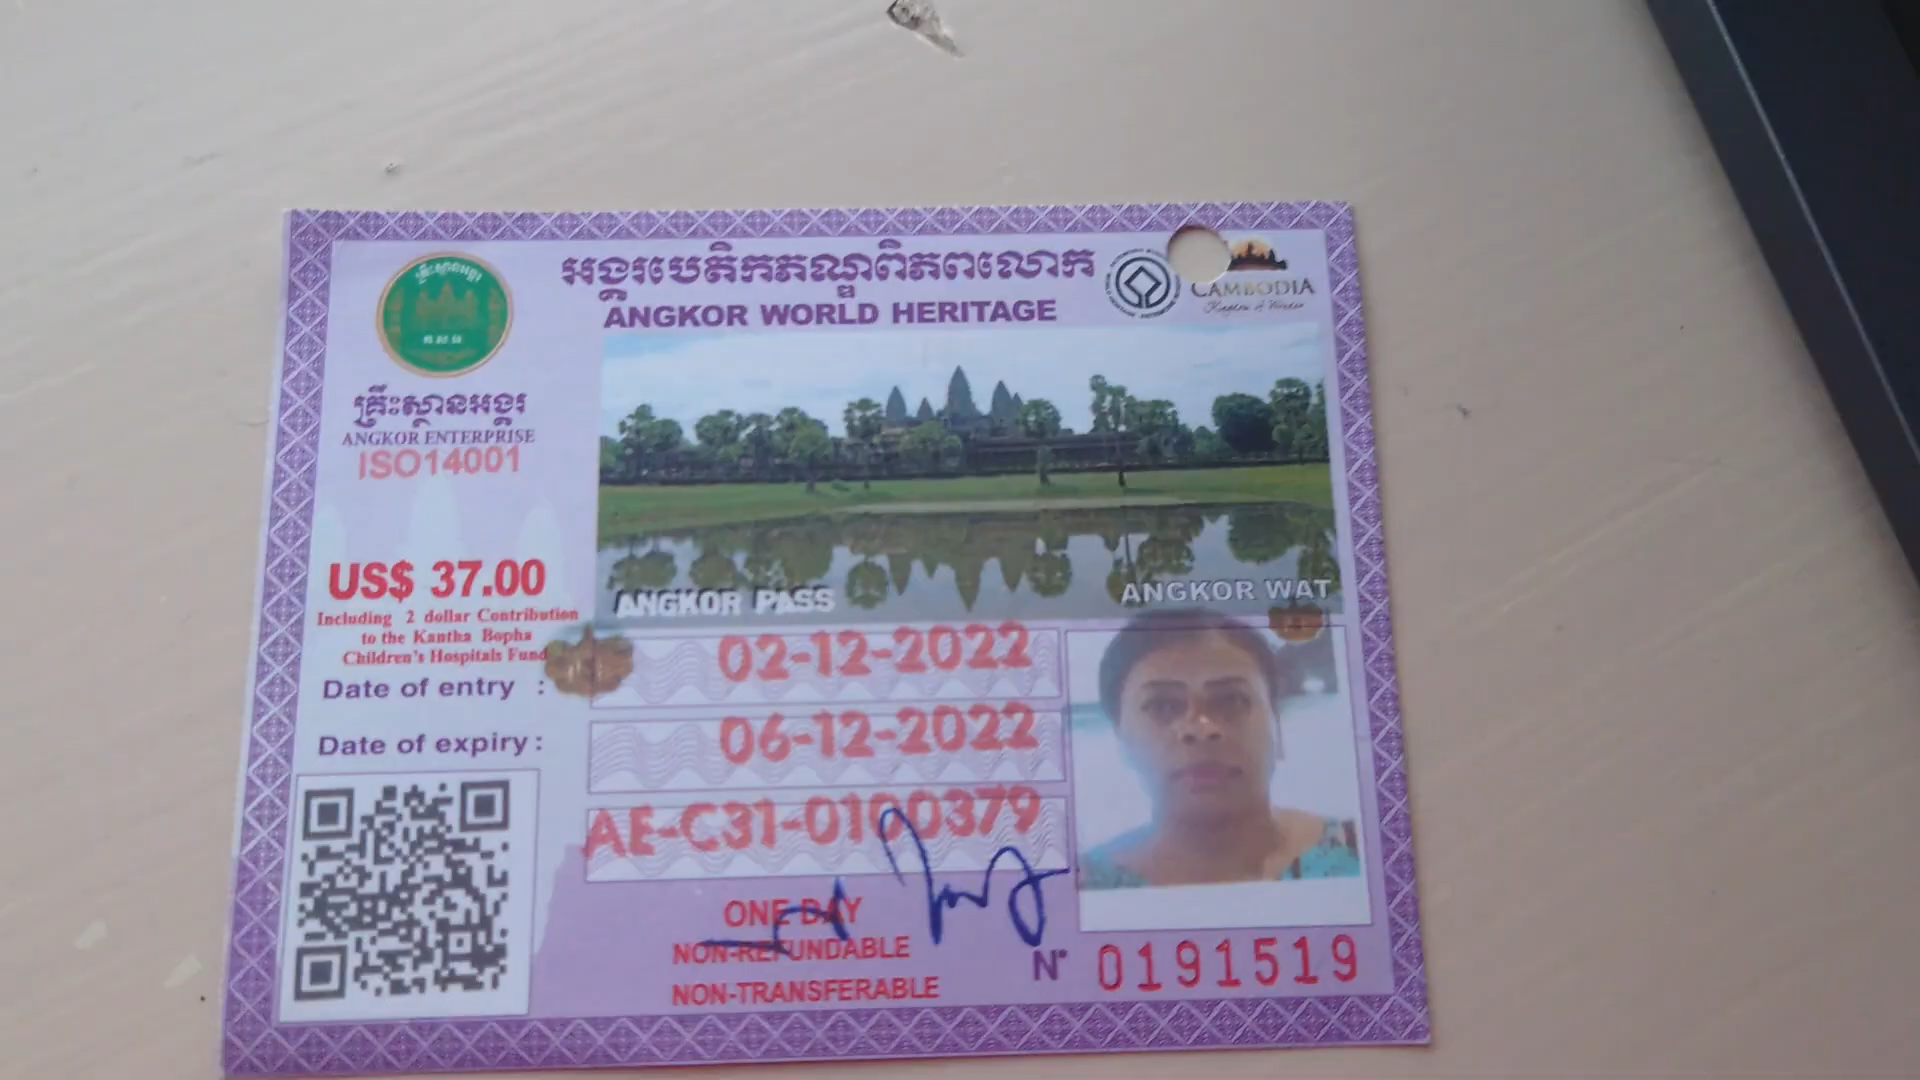 អង្គរបេតិកភណ្ឌពិភពលោក
ANGKOR WORLD HERITAGE
CAMBODIA
Kingdom of Wonder
គ្រឹះស្ថានអង្គរ
ANGKOR ENTERPRISE
ISO14001
US$ 37.00
Including 2 dollar Contribution
to the Kantha Bopha
Children's Hospitals Fund
ANGKOR PASS
ANGKOR WAT
Date of entry :
02-12-2022
Date of expiry :
06-12-2022
AE-C31-0100379
ONE DAY
NON-REFUNDABLE
NON-TRANSFERABLE
N° 0191519